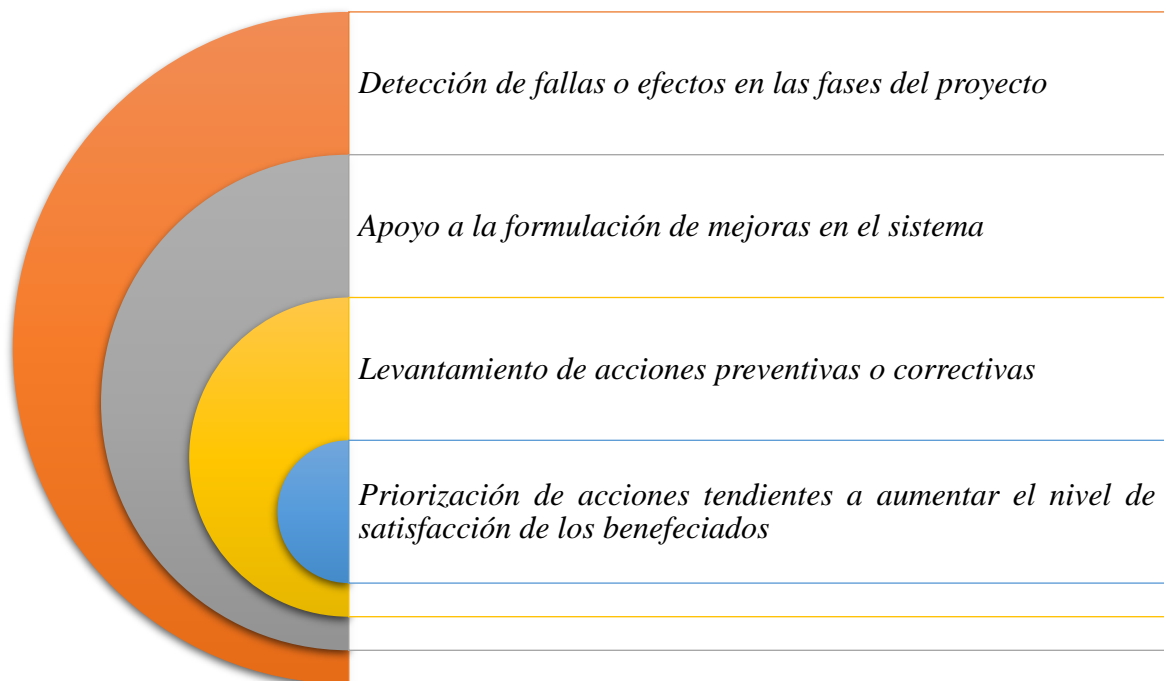 Detección de fallas o efectos en las fases del proyecto
Apoyo a la formulación de mejoras en el sistema
Levantamiento de acciones preventivas o correctivas
Priorización de acciones tendientes a aumentar el nivel de
satisfacción de los benefeciados